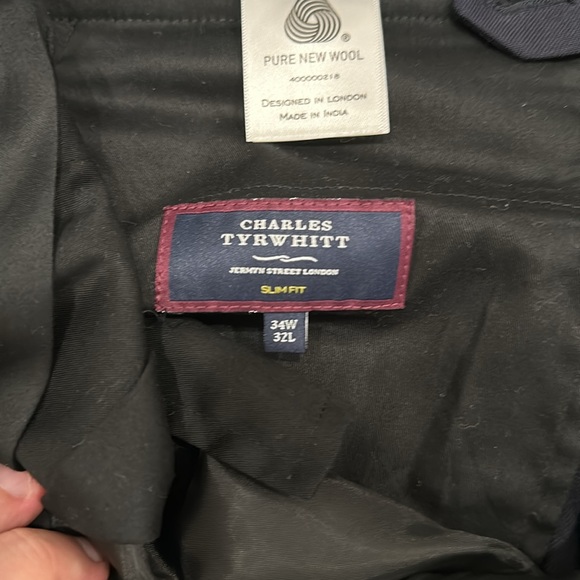 ®
PURE NEW WOOL
400000218
DESIGNED IN LONDON
MADE IN INDIA
CHARLES
TYRWHITT
JERMYN STREET LONDON
SLIM FIT
34W
32L